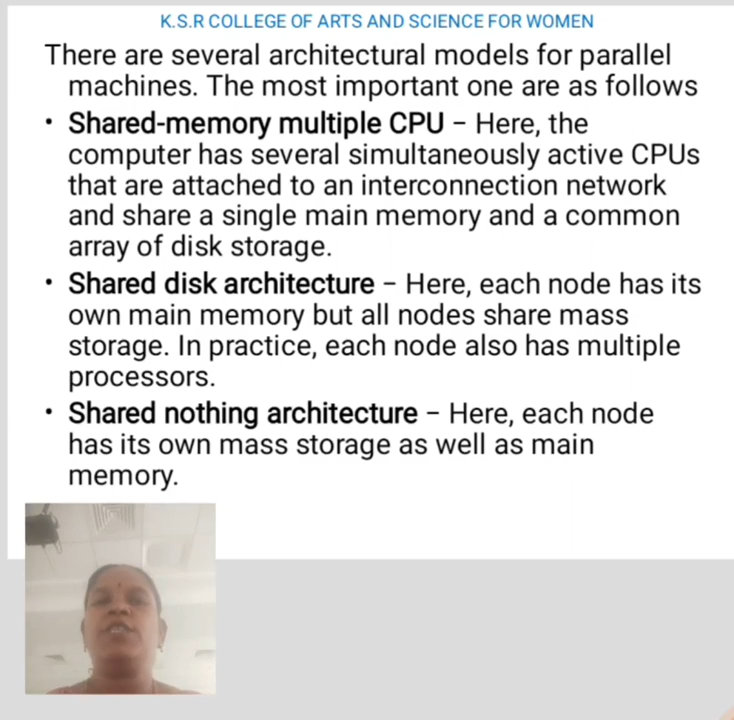 K.S.R COLLEGE OF ARTS AND SCIENCE FOR WOMEN
There are several architectural models for parallel
machines. The most important one are as follows
• Shared-memory multiple CPU – Here, the
computer has several simultaneously active CPUs
that are attached to an interconnection network
and share a single main memory and a common
array of disk storage.
• Shared disk architecture – Here, each node has its
own main memory but all nodes share mass
storage. In practice, each node also has multiple
processors.
• Shared nothing architecture – Here, each node
has its own mass storage as well as main
memory.